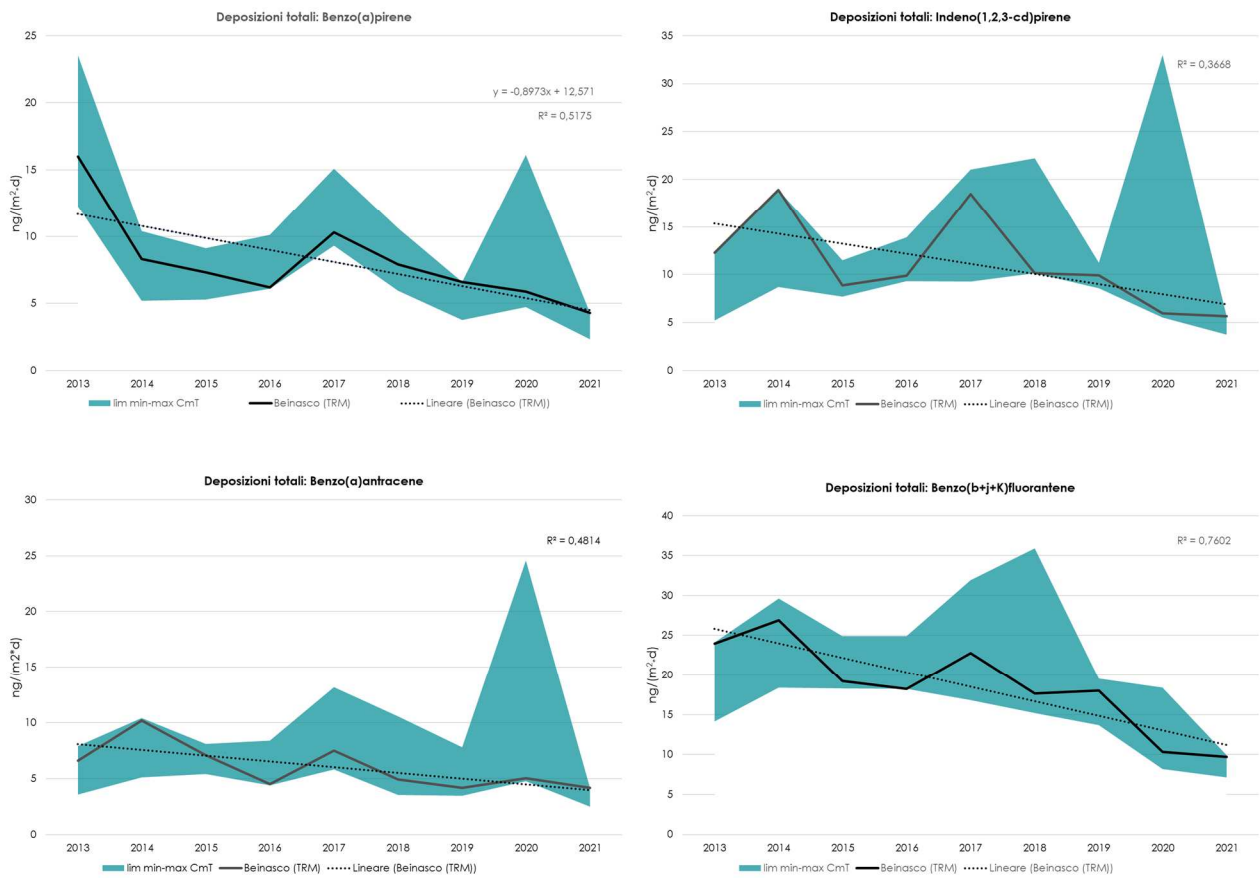 Deposizioni totali: Benzo(a)pirene
25
20
15
10
5
0
ng/(m²-d)
y = -0,8973x + 12,571
R² = 0,5175
2013 2014 2015 2016 2017 2018 2019 2020 2021
lim min-max CmT Beinasco (TRM) Lineare (Beinasco (TRM))
Deposizioni totali: Indeno(1,2,3-cd)pirene
35
30
25
20
15
10
5
0
ng/(m²-d)
R² = 0,3668
2013 2014 2015 2016 2017 2018 2019 2020 2021
lim min-max CmT Beinasco (TRM) Lineare (Beinasco (TRM))
Deposizioni totali: Benzo(a)antracene
30
25
20
15
10
5
0
ng/m2*d)
R² = 0,4814
2013 2014 2015 2016 2017 2018 2019 2020 2021
lim min-max CmT Beinasco (TRM) Lineare (Beinasco (TRM))
Deposizioni totali: Benzo(b+j+K)fluorantene
40
35
30
25
20
15
10
5
0
ng/(m²-d)
R² = 0,7602
2013 2014 2015 2016 2017 2018 2019 2020 2021
lim min-max CmT Beinasco (TRM) Lineare (Beinasco (TRM))